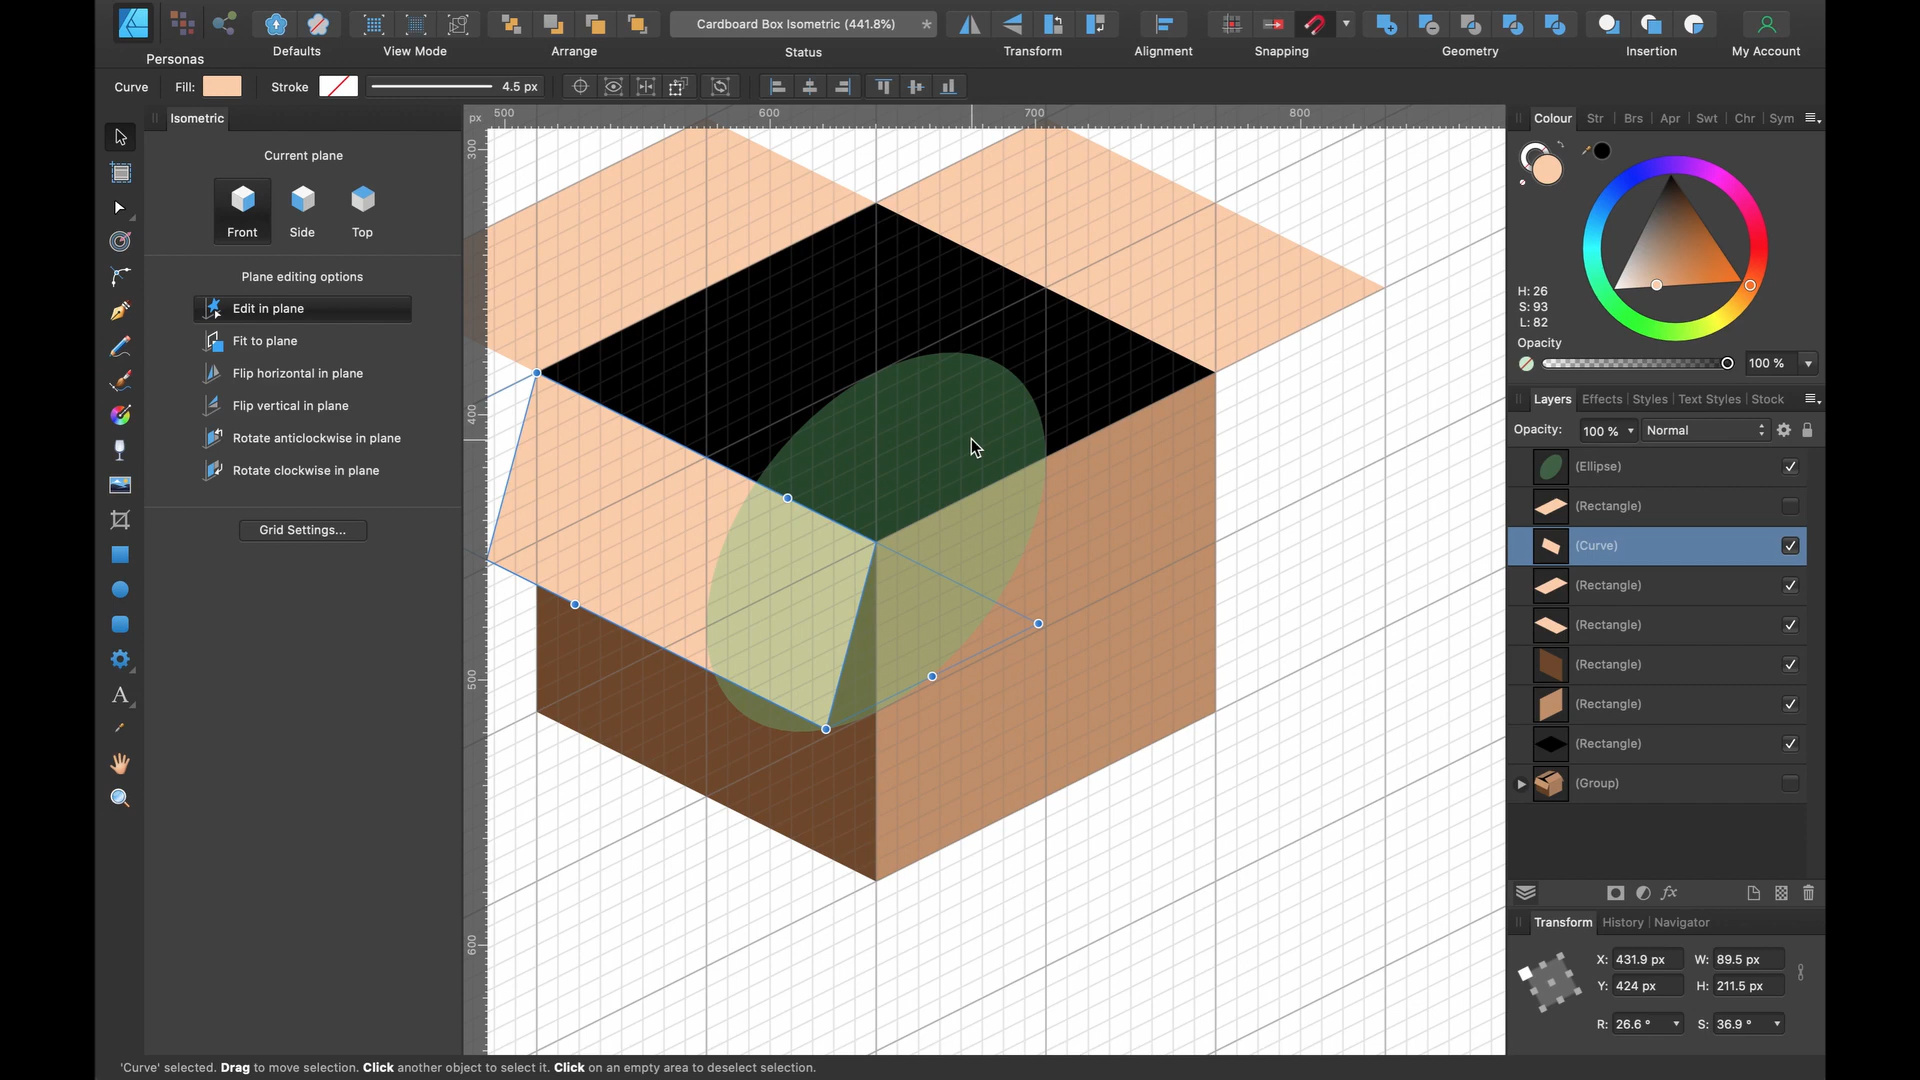 Cardboard Box Isometric (441.8%) *
Personas
Defaults
View Mode
Arrange
Status
Transform
Alignment
Snapping
Geometry
Insertion
My Account
Curve
Fill:
Stroke
4.5 px
Isometric
Current plane
Front
Side
Top
Plane editing options
Edit in plane
Fit to plane
Flip horizontal in plane
Flip vertical in plane
Rotate anticlockwise in plane
Rotate clockwise in plane
Grid Settings...
px
500
600
700
800
300
400
500
600
Colour Str Brs Apr Swt Chr Sym
H: 26
S: 93
L: 82
Opacity
100 %
Layers Effects Styles Text Styles Stock
Opacity: 100 % Normal
(Ellipse)
(Rectangle)
(Curve)
(Rectangle)
(Rectangle)
(Rectangle)
(Rectangle)
(Rectangle)
(Group)
Transform History Navigator
X: 431.9 px W: 89.5 px
Y: 424 px H: 211.5 px
R: 26.6 ° S: 36.9 °
'Curve' selected. Drag to move selection. Click another object to select it. Click on an empty area to deselect selection.